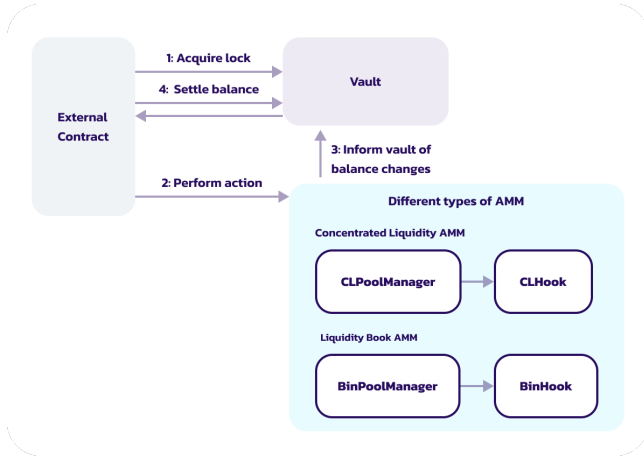 1: Acquire lock
4: Settle balance
External
Contract
Vault
3: Inform vault of
balance changes
2: Perform action
Different types of AMM
Concentrated Liquidity AMM
CLPoolManager
CLHook
Liquidity Book AMM
BinPoolManager
BinHook